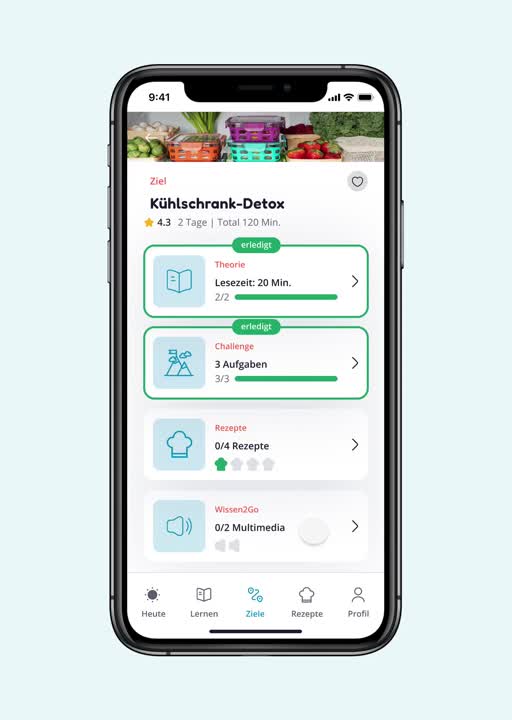 9:41
Ziel
Kühlschrank-Detox
4.3 2 Tage | Total 120 Min.
erledigt
Theorie
Lesezeit: 20 Min.
2/2
erledigt
Challenge
3 Aufgaben
3/3
Rezepte
0/4 Rezepte
Wissen2Go
0/2 Multimedia
Heute Lernen Ziele Rezepte Profil